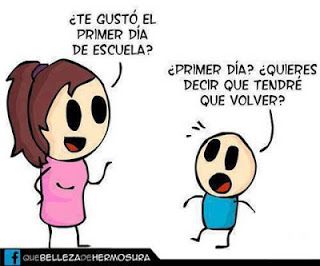 ¿TE GUSTÓ EL
PRIMER DÍA
DE ESCUELA?
¿PRIMER DÍA? ¿QUIERES
DECIR QUE TENDRÉ
QUE VOLVER?
f QUEBELLEZADEHERMOSURA